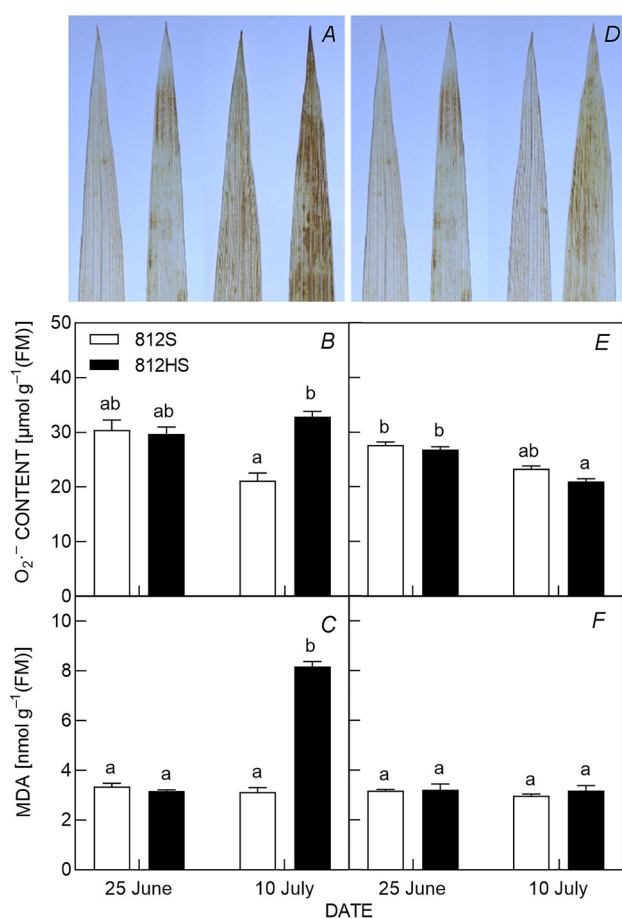 A
D
50
40
30
20
10
0
O₂·⁻ CONTENT [µmol g⁻¹(FM)]
812S
812HS
B
ab
ab
a
b
E
b
b
ab
a
10
8
6
4
2
0
MDA [nmol g⁻¹(FM)]
C
a
a
a
b
F
a
a
a
a
25 June
10 July
25 June
10 July
DATE